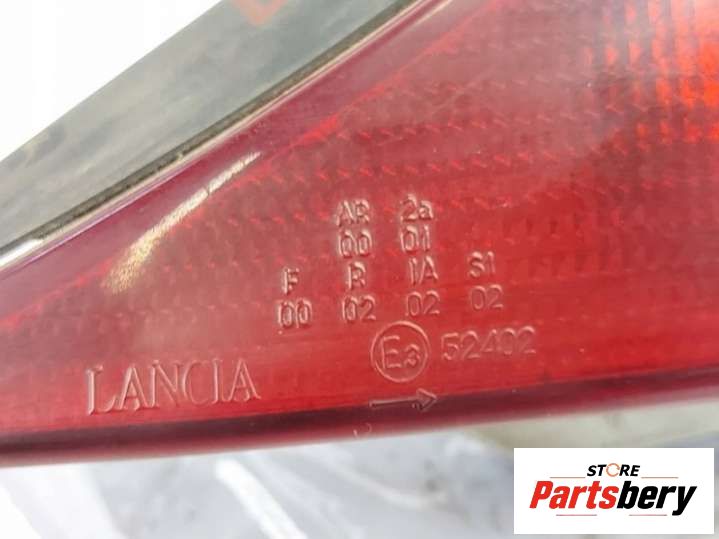 AR 2a
00 01
F R IA S1
00 02 02 02
E3 52402
LANCIA
STORE
Partsbery